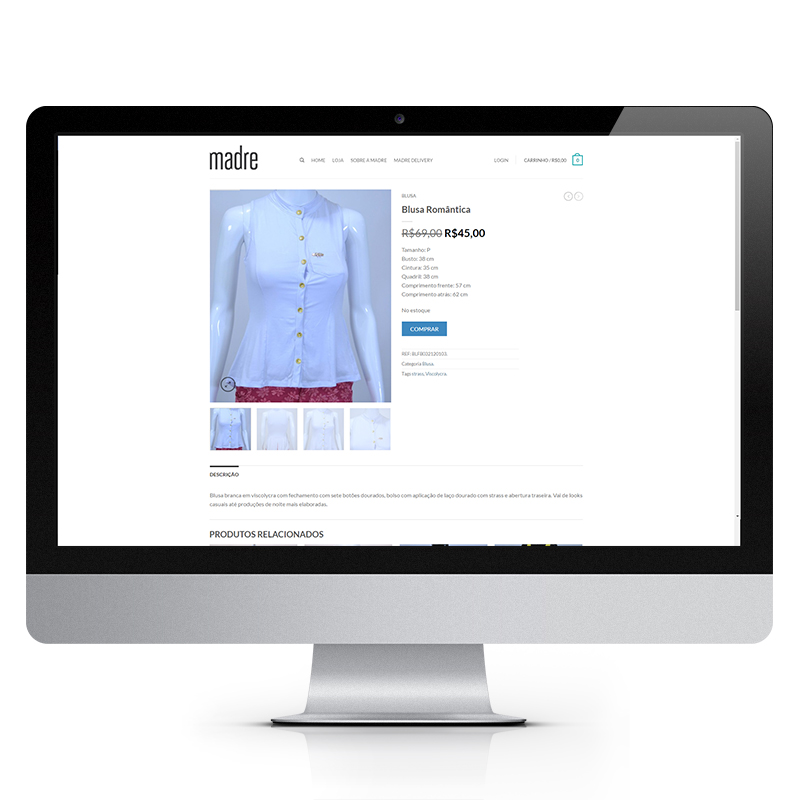 madre
HOME LOJA SOBRE A MADRE MADRE DELIVERY LOGIN CARRINHO / R$0,00 0
BLUSA
Blusa Romântica
R$69,00 R$45,00
Tamanho: P
Busto: 38 cm
Cintura: 35 cm
Quadril: 38 cm
Comprimento frente: 57 cm
Comprimento atrás: 62 cm
No estoque
COMPRAR
REF:
Categoria Blusa.
Tags strass, Viscolycra.
DESCRIÇÃO
Blusa branca em viscolycra com fechamento com sete botões dourados, bolso com aplicação de laço dourado com strass e abertura traseira. Vai de looks
casuais até produções de noite mais elaboradas.
PRODUTOS RELACIONADOS